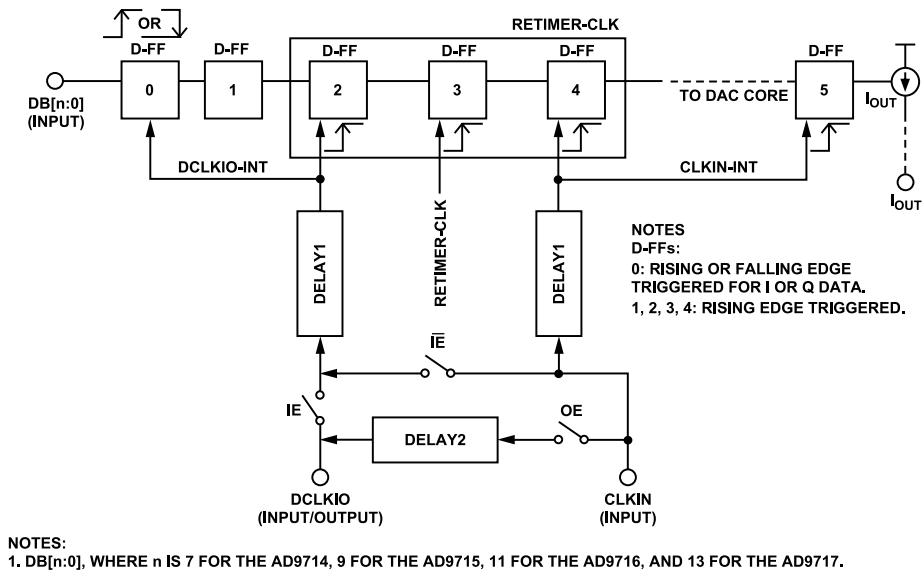 OR
RETIMER-CLK
D-FF
D-FF
D-FF
D-FF
D-FF
D-FF
0
1
2
3
4
5
DB[n:0]
(INPUT)
TO DAC CORE
IOUT
DCLKIO-INT
CLKIN-INT
IOUT
DELAY1
RETIMER-CLK
DELAY1
NOTES
D-FFs:
0: RISING OR FALLING EDGE
TRIGGERED FOR I OR Q DATA.
1, 2, 3, 4: RISING EDGE TRIGGERED.
IE
IE
OE
DELAY2
DCLKIO
(INPUT/OUTPUT)
CLKIN
(INPUT)
NOTES:
1. DB[n:0], WHERE n IS 7 FOR THE AD9714, 9 FOR THE AD9715, 11 FOR THE AD9716, AND 13 FOR THE AD9717.